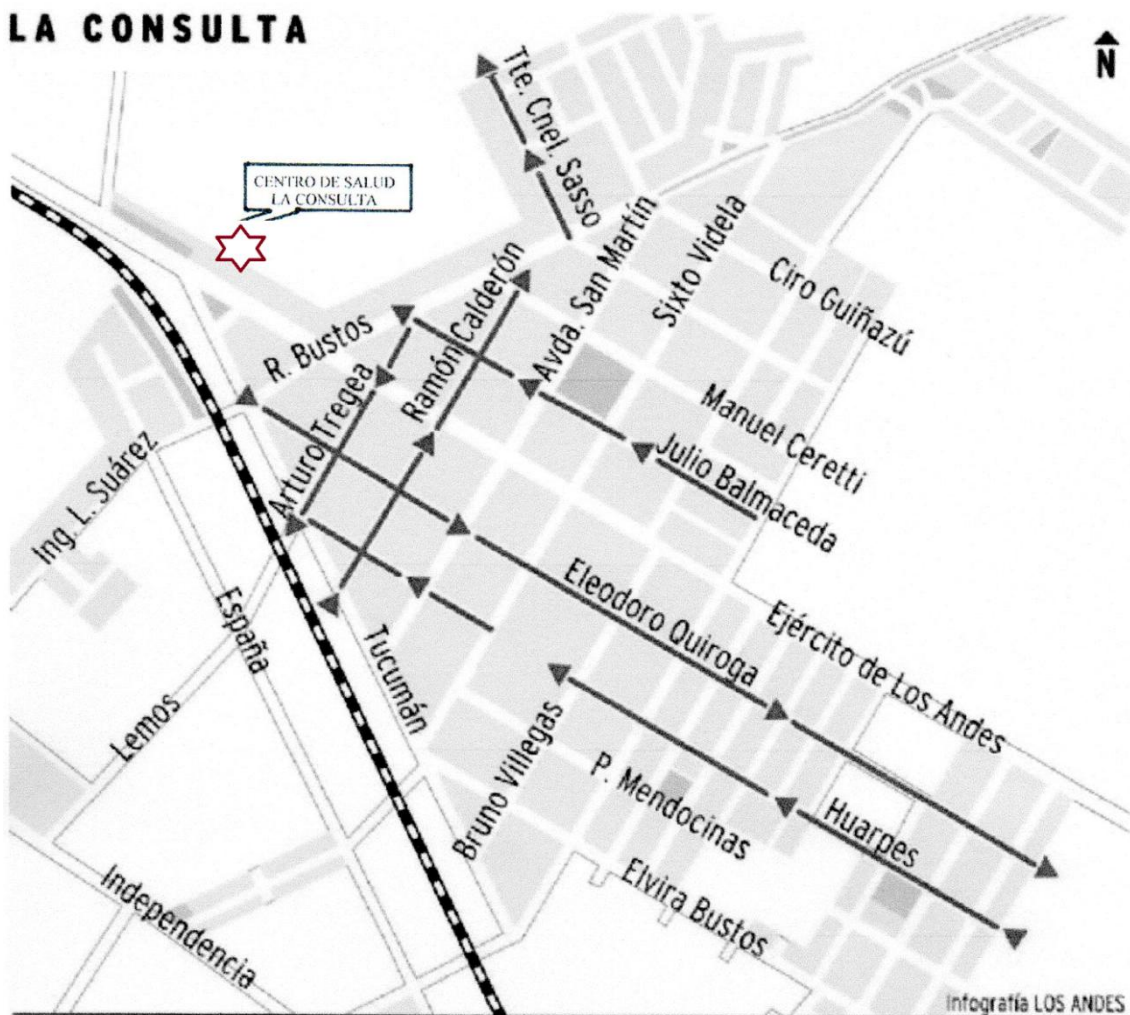 LA CONSULTA
N
Tte. Cnel. Sasso
CENTRO DE SALUD
LA CONSULTA
R. Bustos
Ramón Calderón
Avda. San Martín
Sixto Videla
Ciro Guiñazú
Arturo Tregea
Manuel Ceretti
Julio Balmaceda
Ing. L. Suárez
España
Eleodoro Quiroga
Ejército de Los Andes
Tucumán
Lemos
Bruno Villegas
P. Mendocinas
Huarpes
Elvira Bustos
Independencia
Infografía LOS ANDES